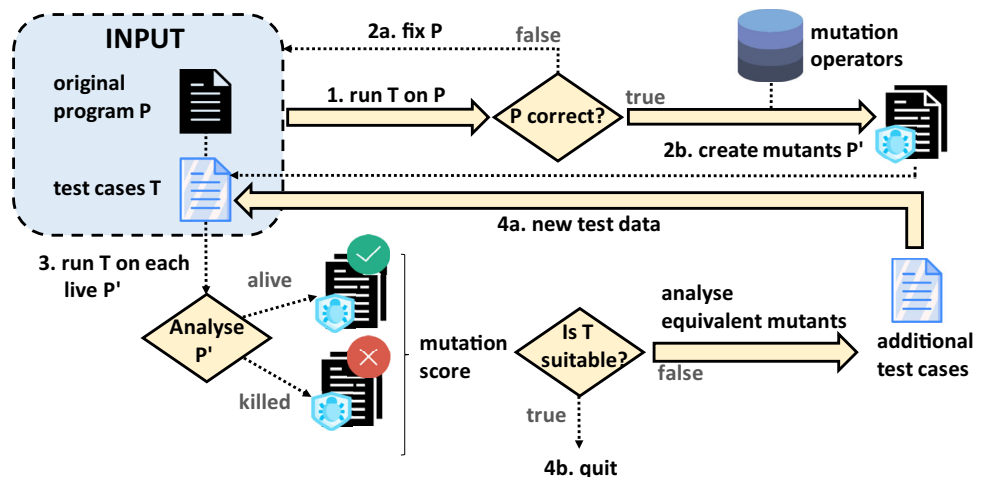 INPUT
original
program P
test cases T
2a. fix P
false
1. run T on P
P correct?
true
mutation
operators
2b. create mutants P'
4a. new test data
3. run T on each
live P'
Analyse
P'
alive
killed
mutation
score
Is T
suitable?
true
4b. quit
analyse
equivalent mutants
false
additional
test cases